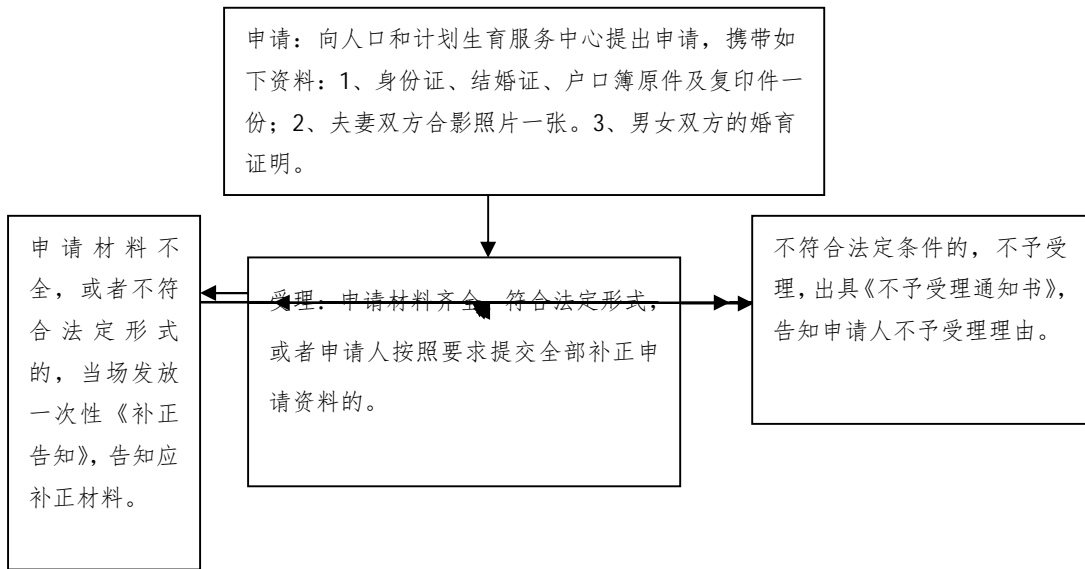 申请：向人口和计划生育服务中心提出申请，携带如
下资料：1、身份证、结婚证、户口簿原件及复印件一
份；2、夫妻双方合影照片一张。3、男女双方的婚育
证明。
申请材料不
全，或者不符
合法定形式
的，当场发放
一次性《补正
告知》，告知应
补正材料。
受理：申请材料齐全、符合法定形式，
或者申请人按照要求提交全部补正申
请资料的。
不符合法定条件的，不予受
理，出具《不予受理通知书》，
告知申请人不予受理理由。